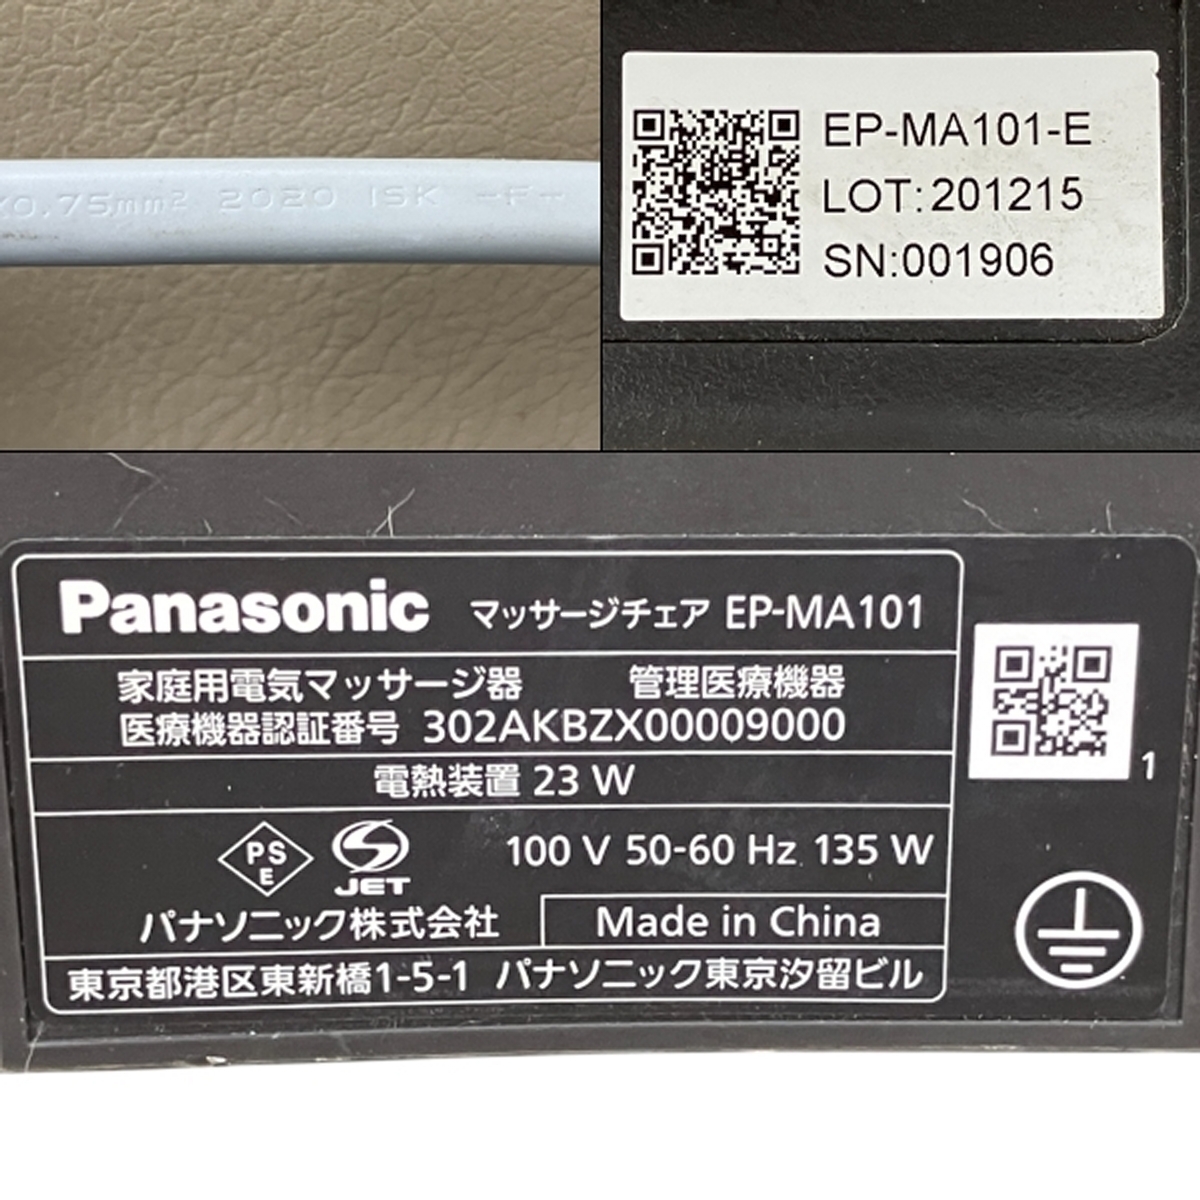 0.75mm2 2020 ISK -F-
EP-MA101-E
LOT:201215
SN:001906
Panasonic マッサージチェア EP-MA101
家庭用電気マッサージ器 管理医療機器
医療機器認証番号 302AKBZX00009000
電熱装置 23 W
PS
E
JET
100 V 50-60 Hz 135 W
パナソニック株式会社
Made in China
東京都港区東新橋1-5-1 パナソニック東京汐留ビル
1